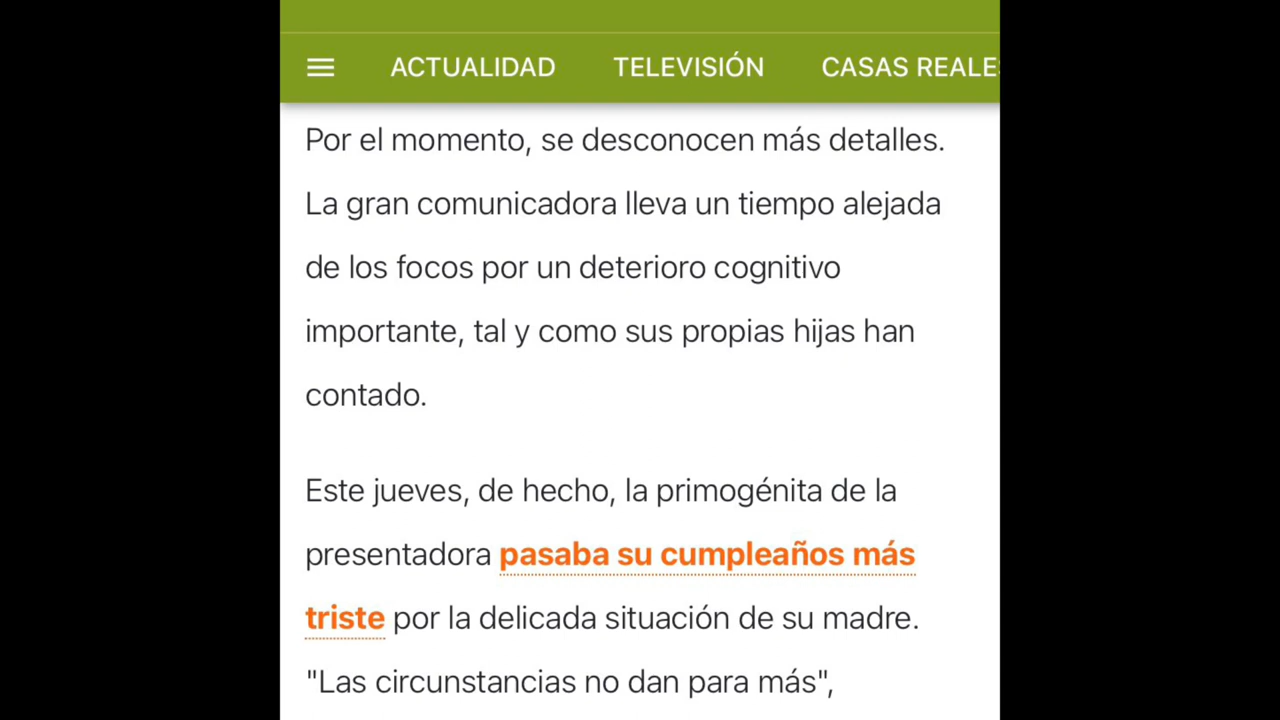 ACTUALIDAD TELEVISIÓN CASAS REALES
Por el momento, se desconocen más detalles.
La gran comunicadora lleva un tiempo alejada
de los focos por un deterioro cognitivo
importante, tal y como sus propias hijas han
contado.
Este jueves, de hecho, la primogénita de la
presentadora pasaba su cumpleaños más
triste por la delicada situación de su madre.
"Las circunstancias no dan para más",